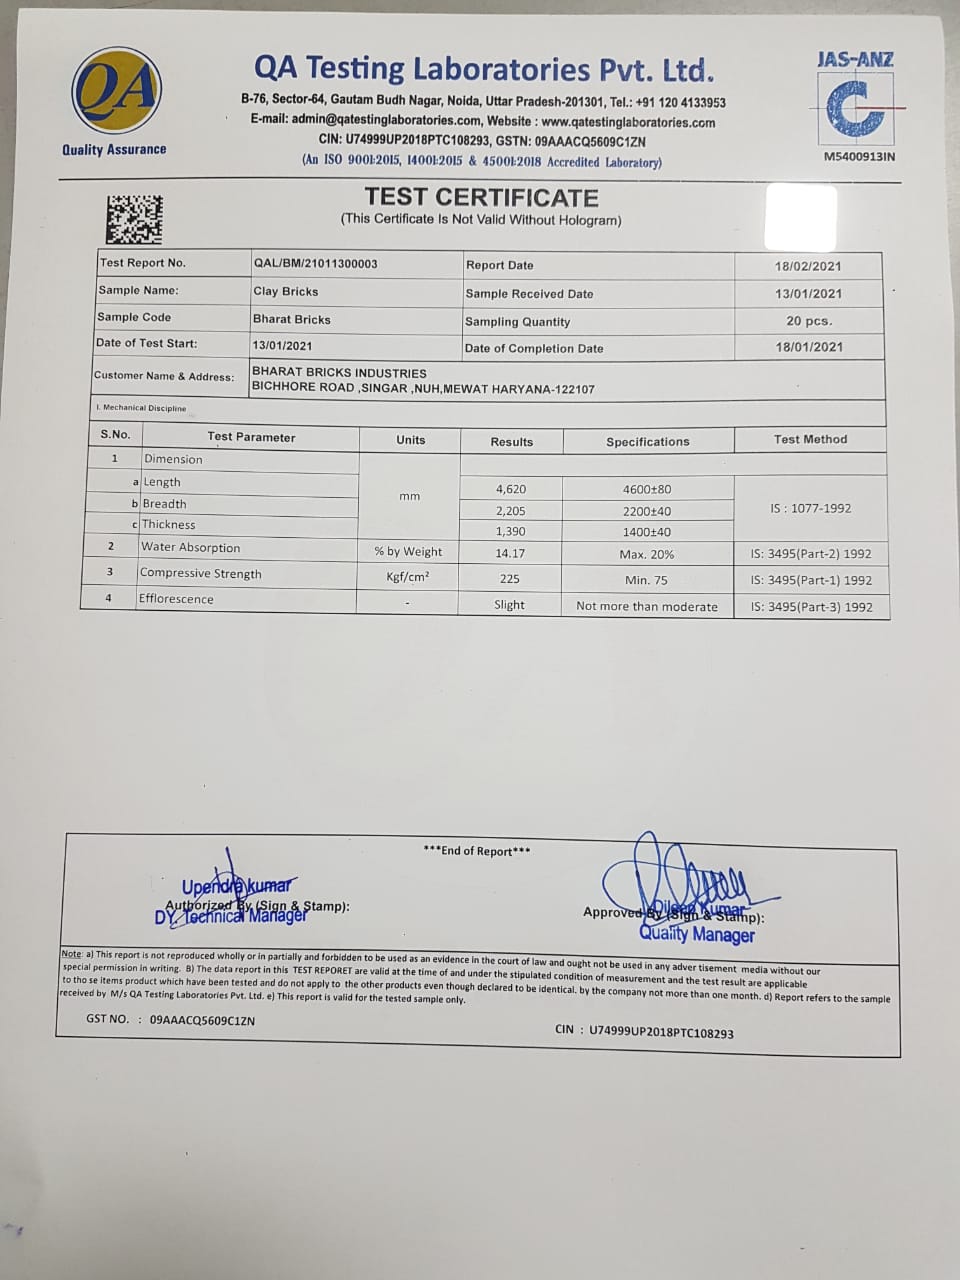 QA
Quality Assurance
QA Testing Laboratories Pvt. Ltd.
B-76, Sector-64, Gautam Budh Nagar, Noida, Uttar Pradesh-201301, Tel.: +91 120 4133953
E-mail: admin@qatestinglaboratories.com, Website : www.qatestinglaboratories.com
CIN: U74999UP2018PTC108293, GSTN: 09AAACQ5609C1ZN
(An ISO 9001:2015, 14001:2015 & 45001:2018 Accredited Laboratory)
JAS-ANZ
C
M5400913IN
TEST CERTIFICATE
(This Certificate Is Not Valid Without Hologram)
Test Report No. QAL/BM/21011300003 Report Date 18/02/2021
Sample Name: Clay Bricks Sample Received Date 13/01/2021
Sample Code Bharat Bricks Sampling Quantity 20 pcs.
Date of Test Start: 13/01/2021 Date of Completion Date 18/01/2021
Customer Name & Address: BHARAT BRICKS INDUSTRIES
BICHHORE ROAD ,SINGAR ,NUH,MEWAT HARYANA-122107
I. Mechanical Discipline
S.No. Test Parameter Units Results Specifications Test Method
1 Dimension
a Length mm 4,620 4600±80 IS : 1077-1992
b Breadth 2,205 2200±40
c Thickness 1,390 1400±40
2 Water Absorption % by Weight 14.17 Max. 20% IS: 3495(Part-2) 1992
3 Compressive Strength Kgf/cm² 225 Min. 75 IS: 3495(Part-1) 1992
4 Efflorescence - Slight Not more than moderate IS: 3495(Part-3) 1992
***End of Report***
Upendra kumar
Authorized By (Sign & Stamp):
DY. Technical Manager
Dileep Kumar
Approved By (Sign & Stamp):
Quality Manager
Note: a) This report is not reproduced wholly or in partially and forbidden to be used as an evidence in the court of law and ought not be used in any adver tisement media without our
special permission in writing. B) The data report in this TEST REPORET are valid at the time of and under the stipulated condition of measurement and the test result are applicable
to tho se items product which have been tested and do not apply to the other products even though declared to be identical. by the company not more than one month. d) Report refers to the sample
received by M/s QA Testing Laboratories Pvt. Ltd. e) This report is valid for the tested sample only.
GST NO. : 09AAACQ5609C1ZN
CIN : U74999UP2018PTC108293